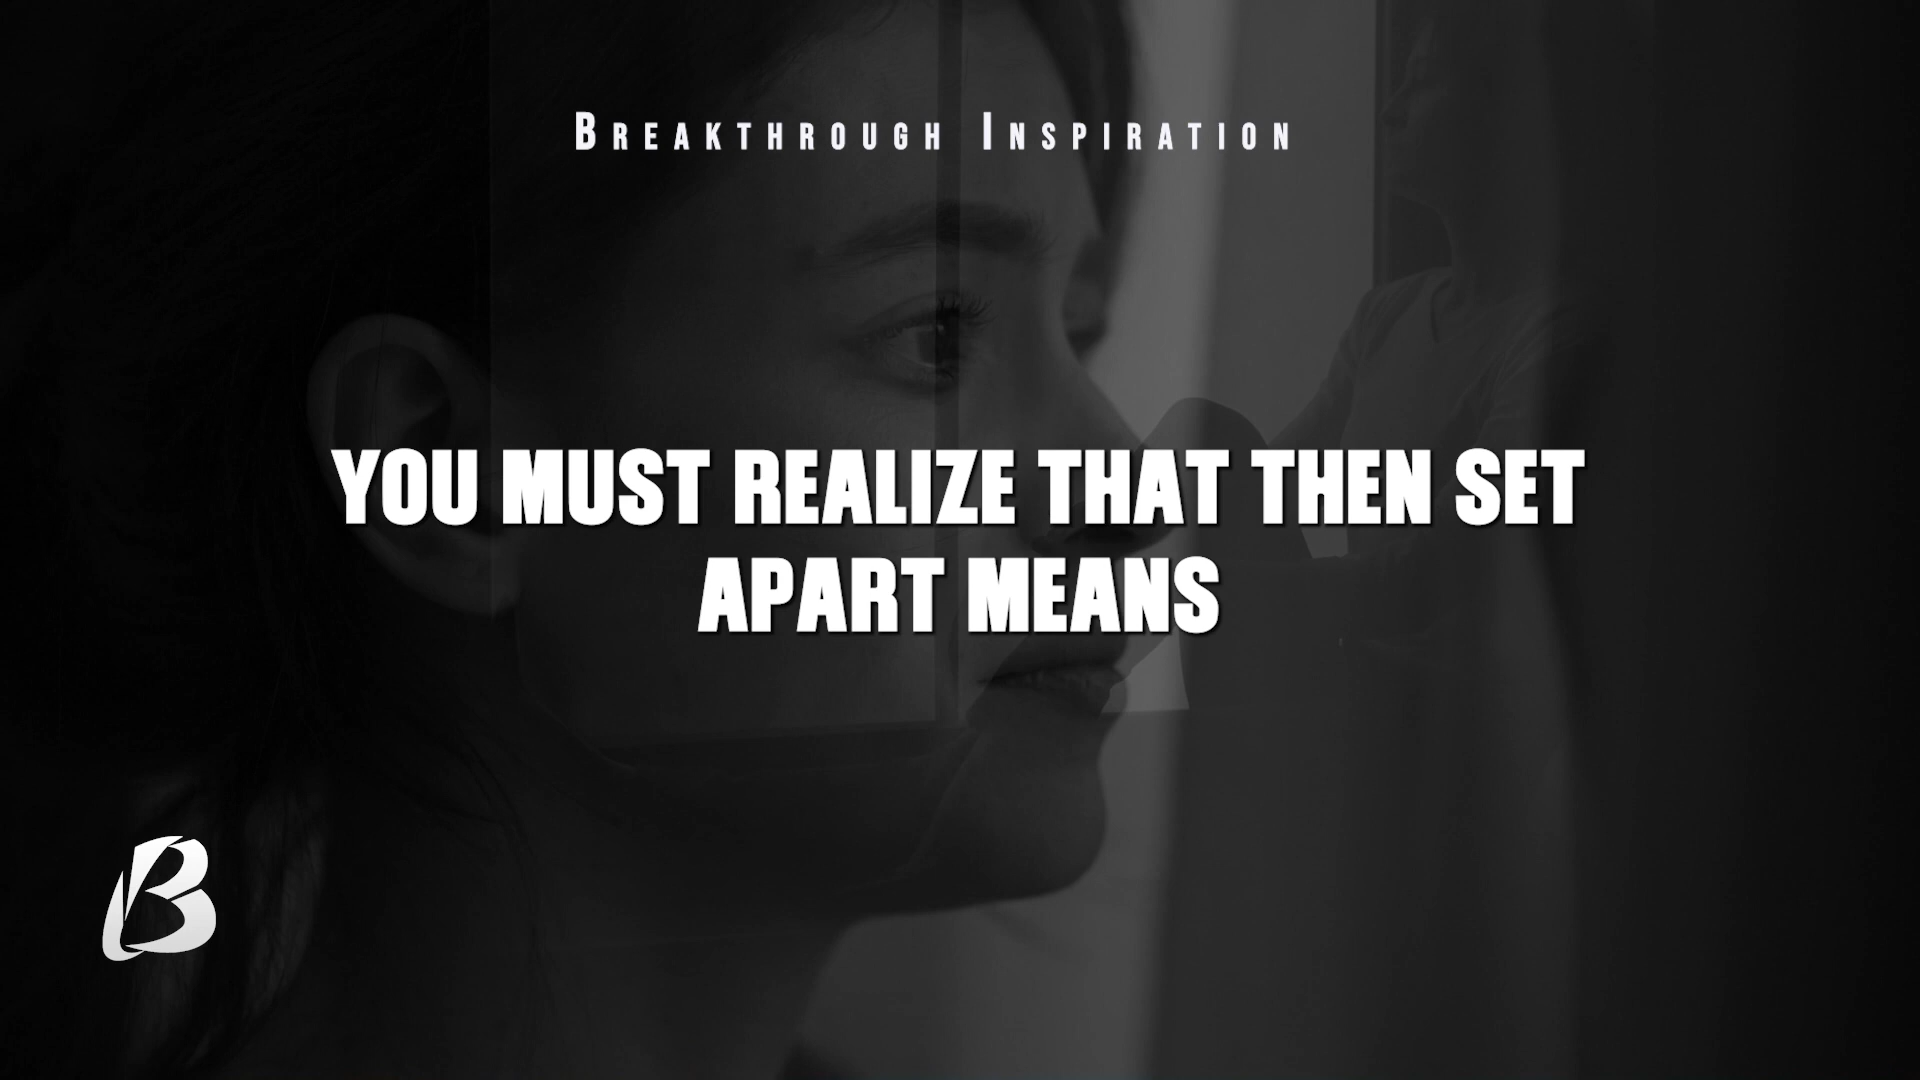 Breakthrough Inspiration
YOU MUST REALIZE THAT THEN SET
APART MEANS
B